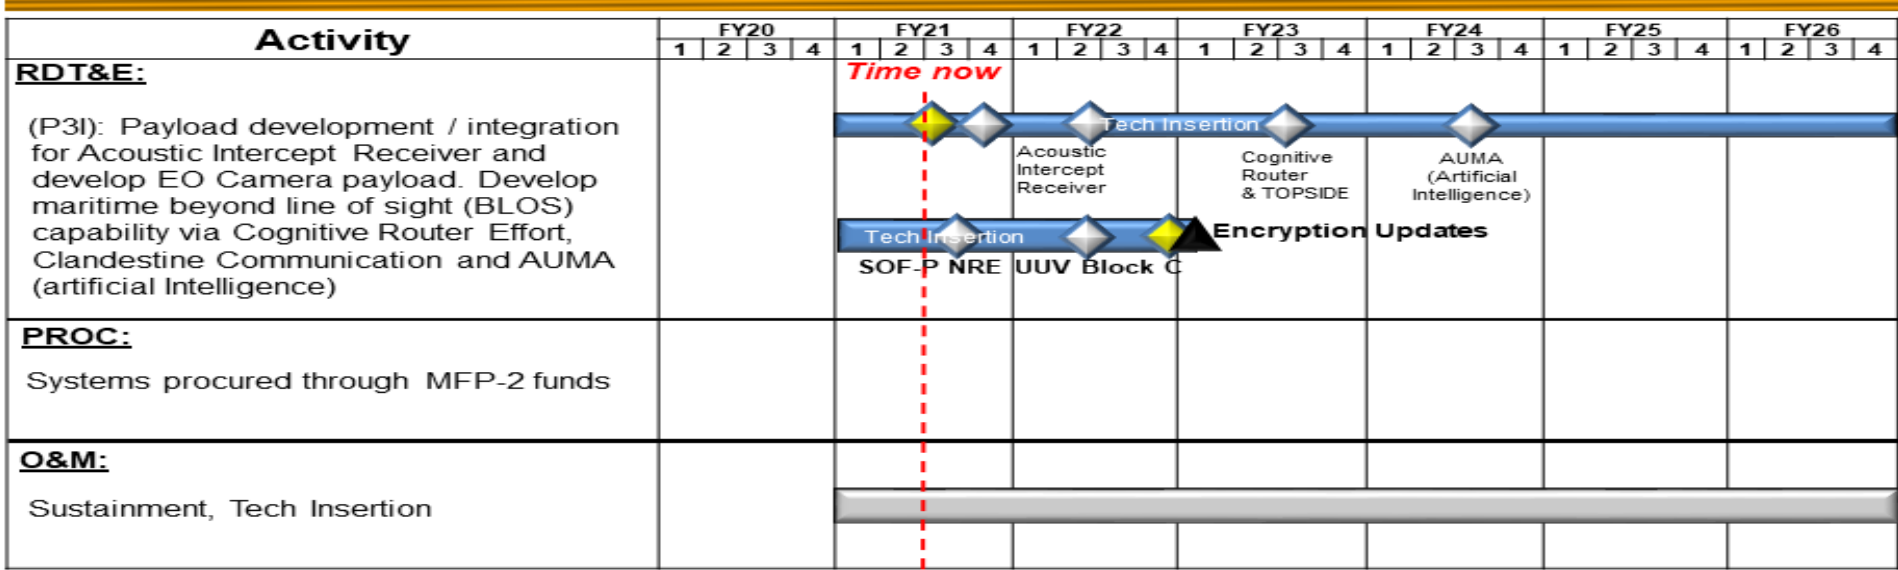 Activity
FY20 FY21 FY22 FY23 FY24 FY25 FY26
1 2 3 4 1 2 3 4 1 2 3 4 1 2 3 4 1 2 3 4 1 2 3 4 1 2 3 4
RDT&E:
Time now
(P3I): Payload development / integration
for Acoustic Intercept Receiver and
develop EO Camera payload. Develop
maritime beyond line of sight (BLOS)
capability via Cognitive Router Effort,
Clandestine Communication and AUMA
(artificial Intelligence)
Tech Insertion
Acoustic
Intercept
Receiver
Cognitive
Router
& TOPSIDE
AUMA
(Artificial
Intelligence)
Tech Insertion
Encryption Updates
SOF-P NRE UUV Block C
PROC:
Systems procured through MFP-2 funds
O&M:
Sustainment, Tech Insertion